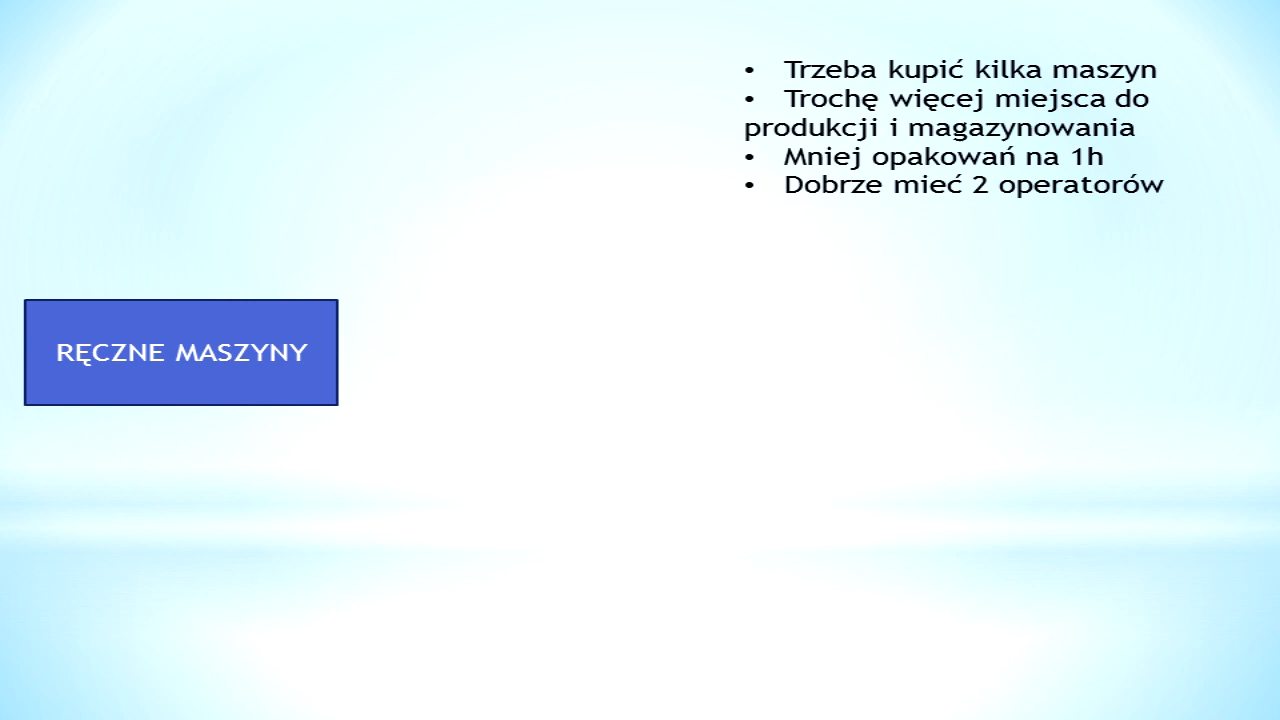 • Trzeba kupić kilka maszyn
• Trochę więcej miejsca do
produkcji i magazynowania
• Mniej opakowań na 1h
• Dobrze mieć 2 operatorów
RĘCZNE MASZYNY